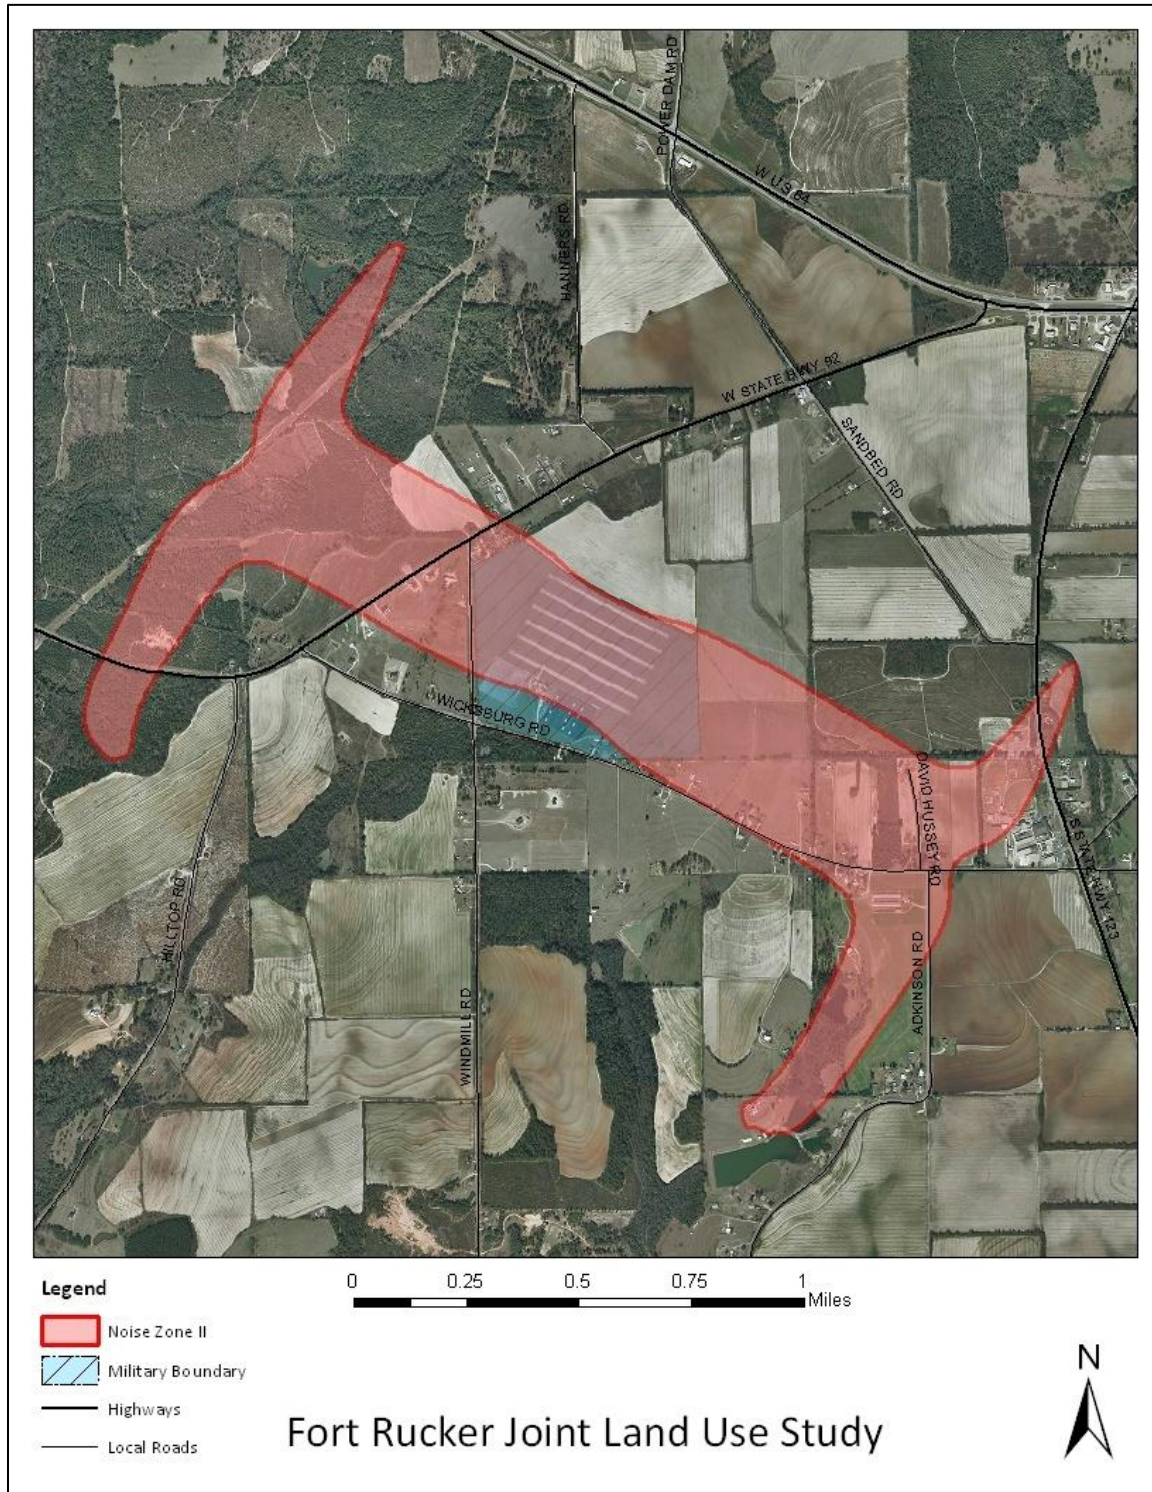 POWER DAM RD
W US 84
HANNERS RD
W STATE HWY 92
SANDBED RD
WICKSBURG RD
DAVID HUSSEY RD
S STATE HWY 123
HILLTOP RD
ADKINSON RD
WINDMILL RD
Legend
0 0.25 0.5 0.75 1
Miles
Noise Zone II
Military Boundary
Highways
Local Roads
N
Fort Rucker Joint Land Use Study